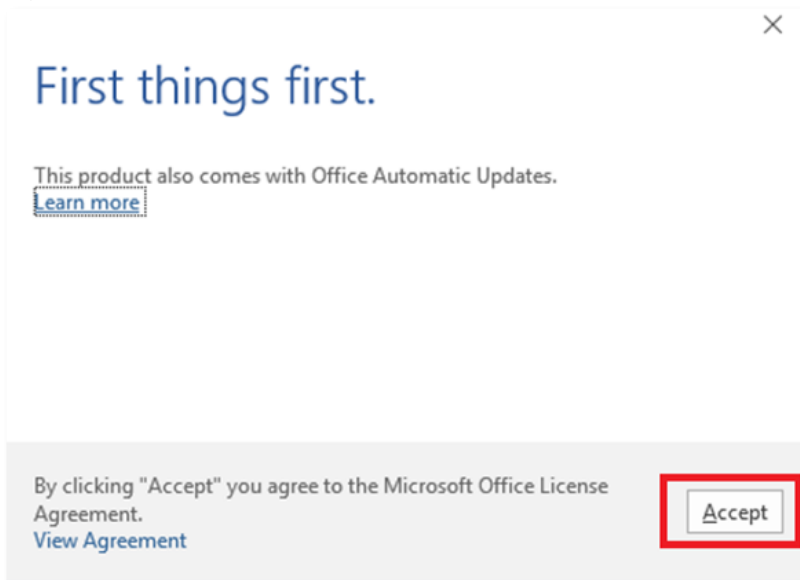 First things first.
This product also comes with Office Automatic Updates.
Learn more
By clicking "Accept" you agree to the Microsoft Office License
Agreement.
View Agreement
Accept